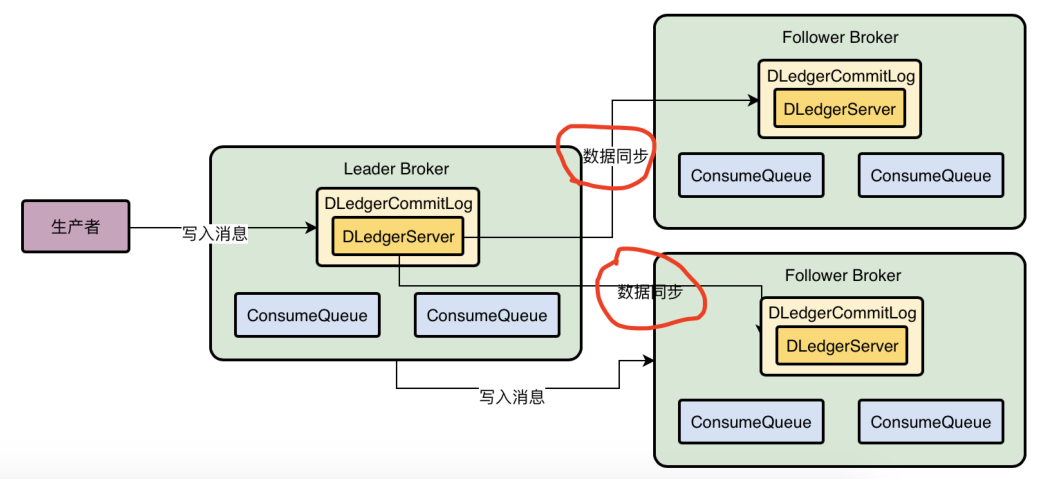 生产者
写入消息
Leader Broker
DLedgerCommitLog
DLedgerServer
ConsumeQueue
ConsumeQueue
数据同步
数据同步
写入消息
Follower Broker
DLedgerCommitLog
DLedgerServer
ConsumeQueue
ConsumeQueue
Follower Broker
DLedgerCommitLog
DLedgerServer
ConsumeQueue
ConsumeQueue